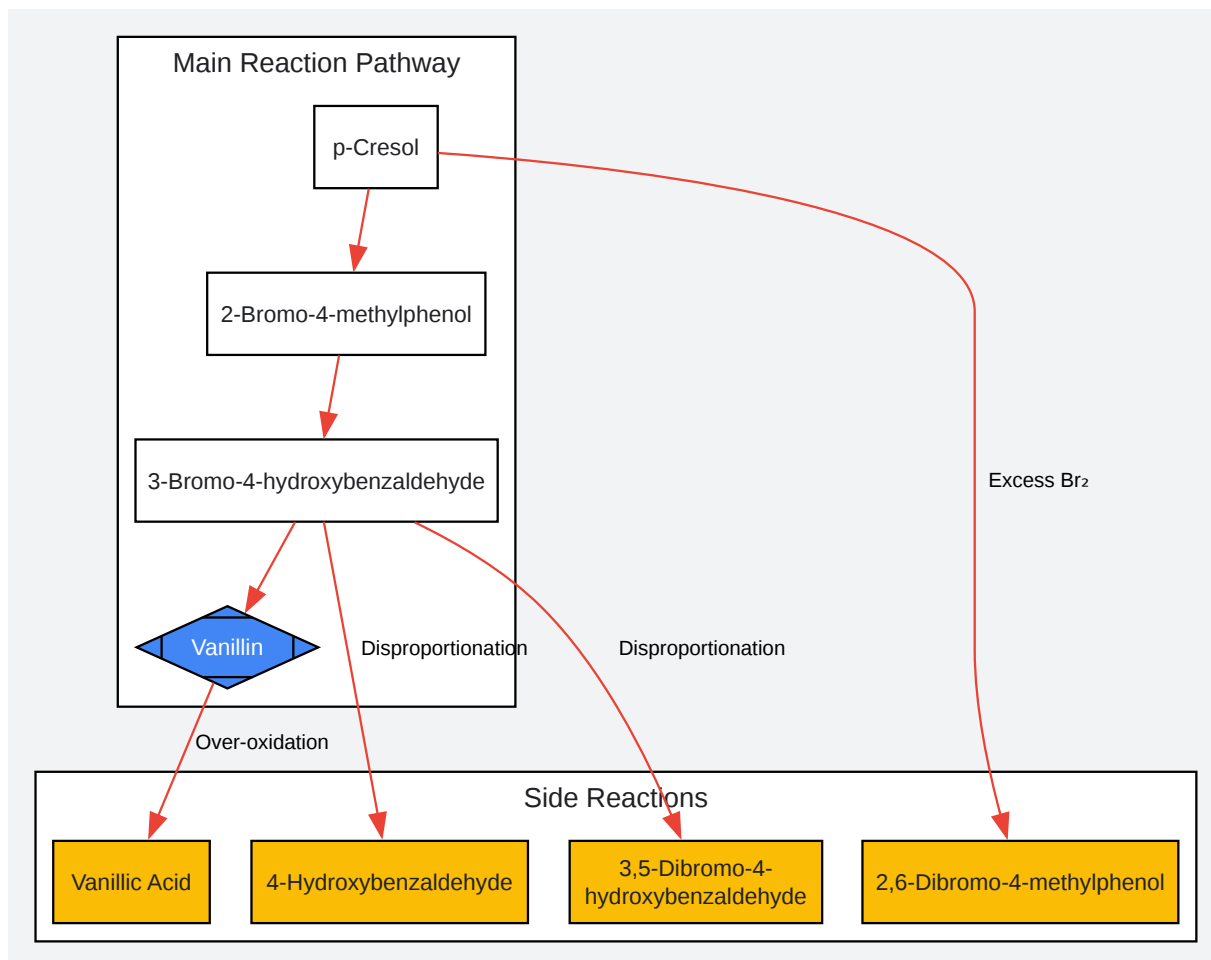 Main Reaction Pathway
p-Cresol
2-Bromo-4-methylphenol
3-Bromo-4-hydroxybenzaldehyde
Excess Br₂
Vanillin
Disproportionation
Disproportionation
Over-oxidation
Side Reactions
Vanillic Acid
4-Hydroxybenzaldehyde
3,5-Dibromo-4-
hydroxybenzaldehyde
2,6-Dibromo-4-methylphenol